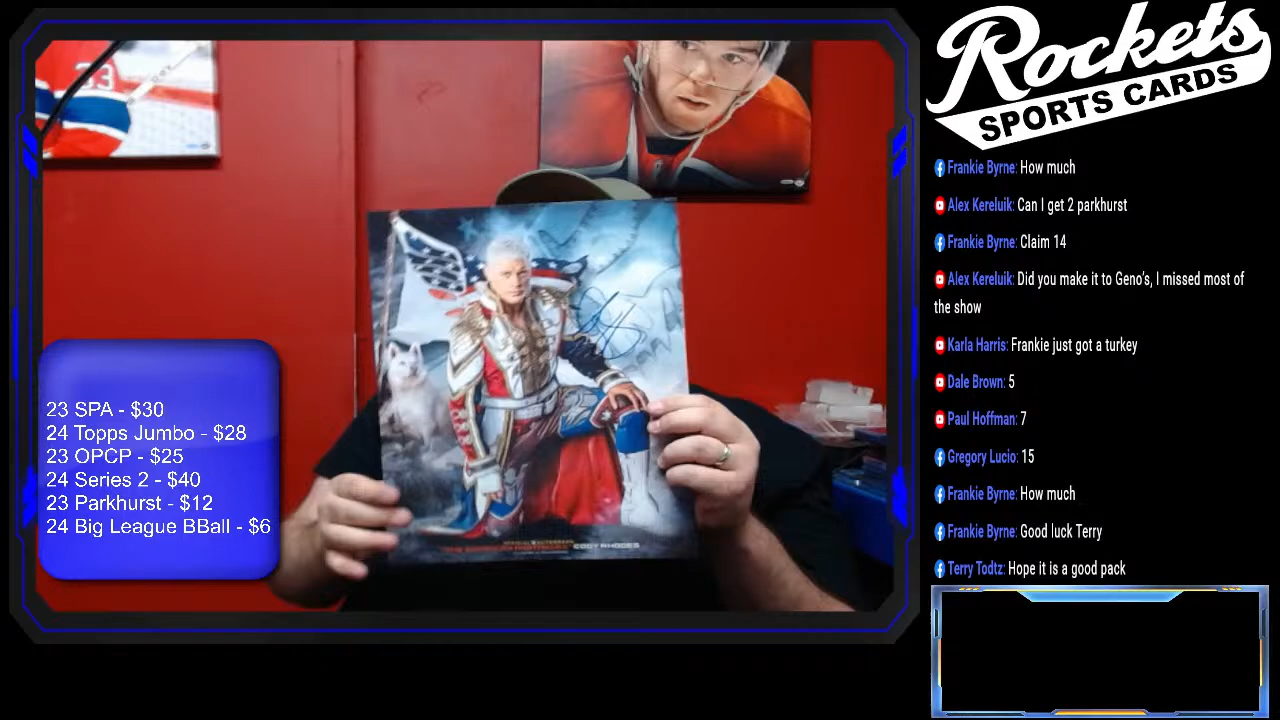 Rockets
SPORTS CARDS
33
23 SPA - $30
24 Topps Jumbo - $28
23 OPCP - $25
24 Series 2 - $40
23 Parkhurst - $12
24 Big League BBall - $6
CODY RHODES
Frankie Byrne: How much
Alex Kereluik: Can I get 2 parkhurst
Frankie Byrne: Claim 14
Alex Kereluik: Did you make it to Geno's, I missed most of
the show
Karla Harris: Frankie just got a turkey
Dale Brown: 5
Paul Hoffman: 7
Gregory Lucio: 15
Frankie Byrne: How much
Frankie Byrne: Good luck Terry
Terry Todtz: Hope it is a good pack